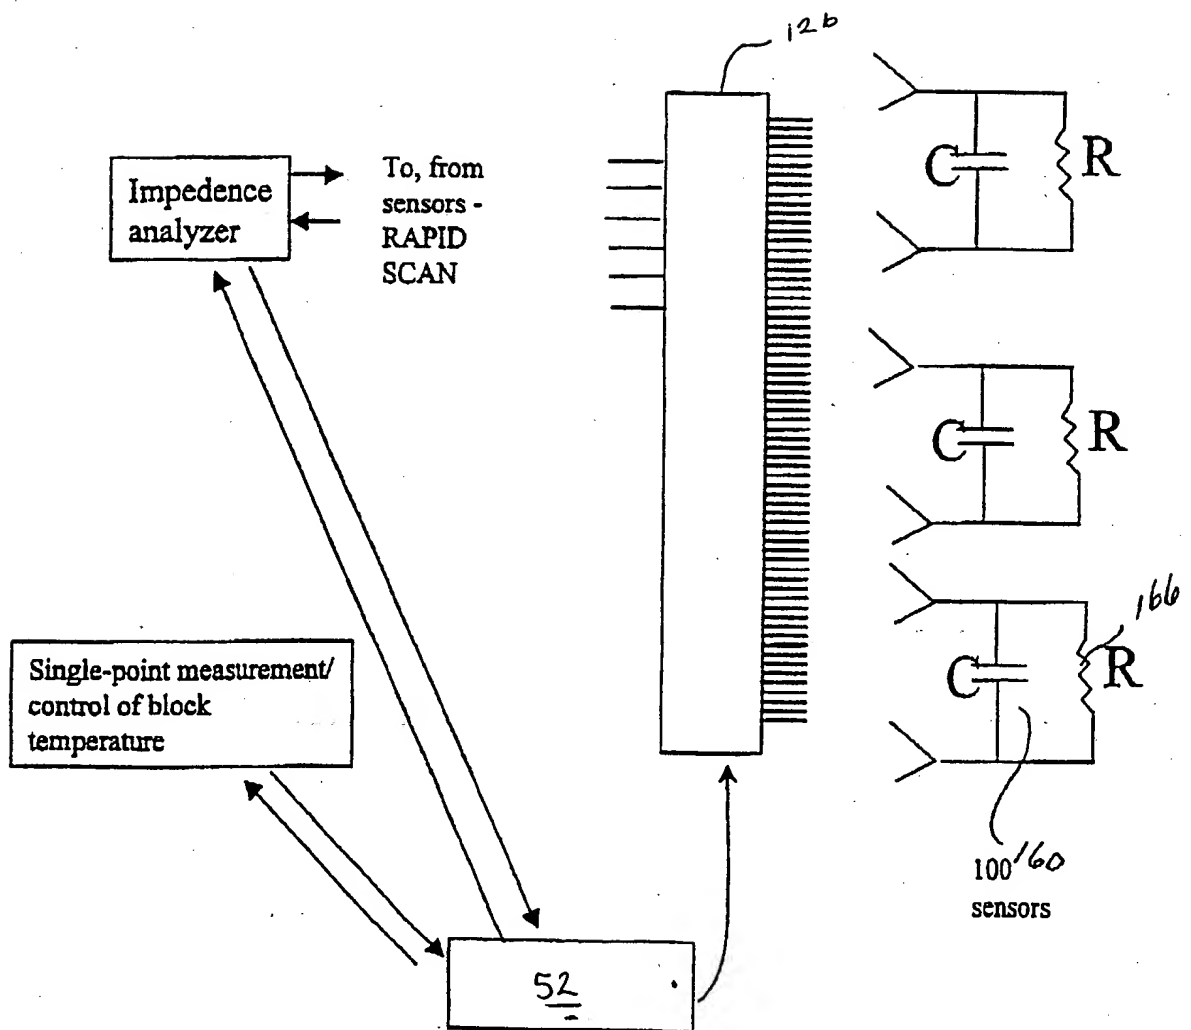 126
Impedence
analyzer
To, from
sensors -
RAPID
SCAN
C R
C R
166
C R
Single-point measurement/
control of block
temperature
100 160
sensors
52